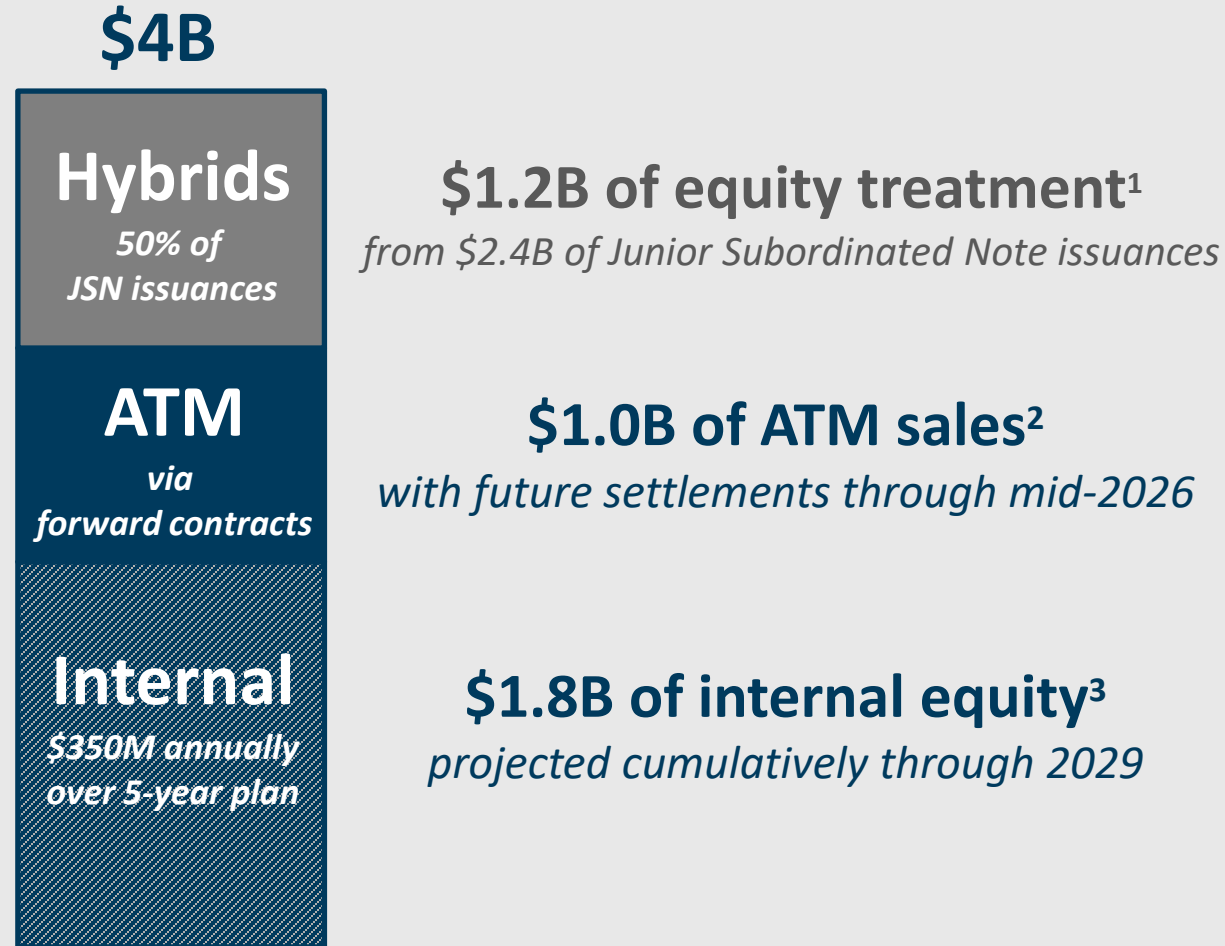 $4B
Hybrids
50% of
JSN issuances
$1.2B of equity treatment¹
from $2.4B of Junior Subordinated Note issuances
ATM
via
forward contracts
$1.0B of ATM sales²
with future settlements through mid-2026
Internal
$350M annually
over 5-year plan
$1.8B of internal equity³
projected cumulatively through 2029